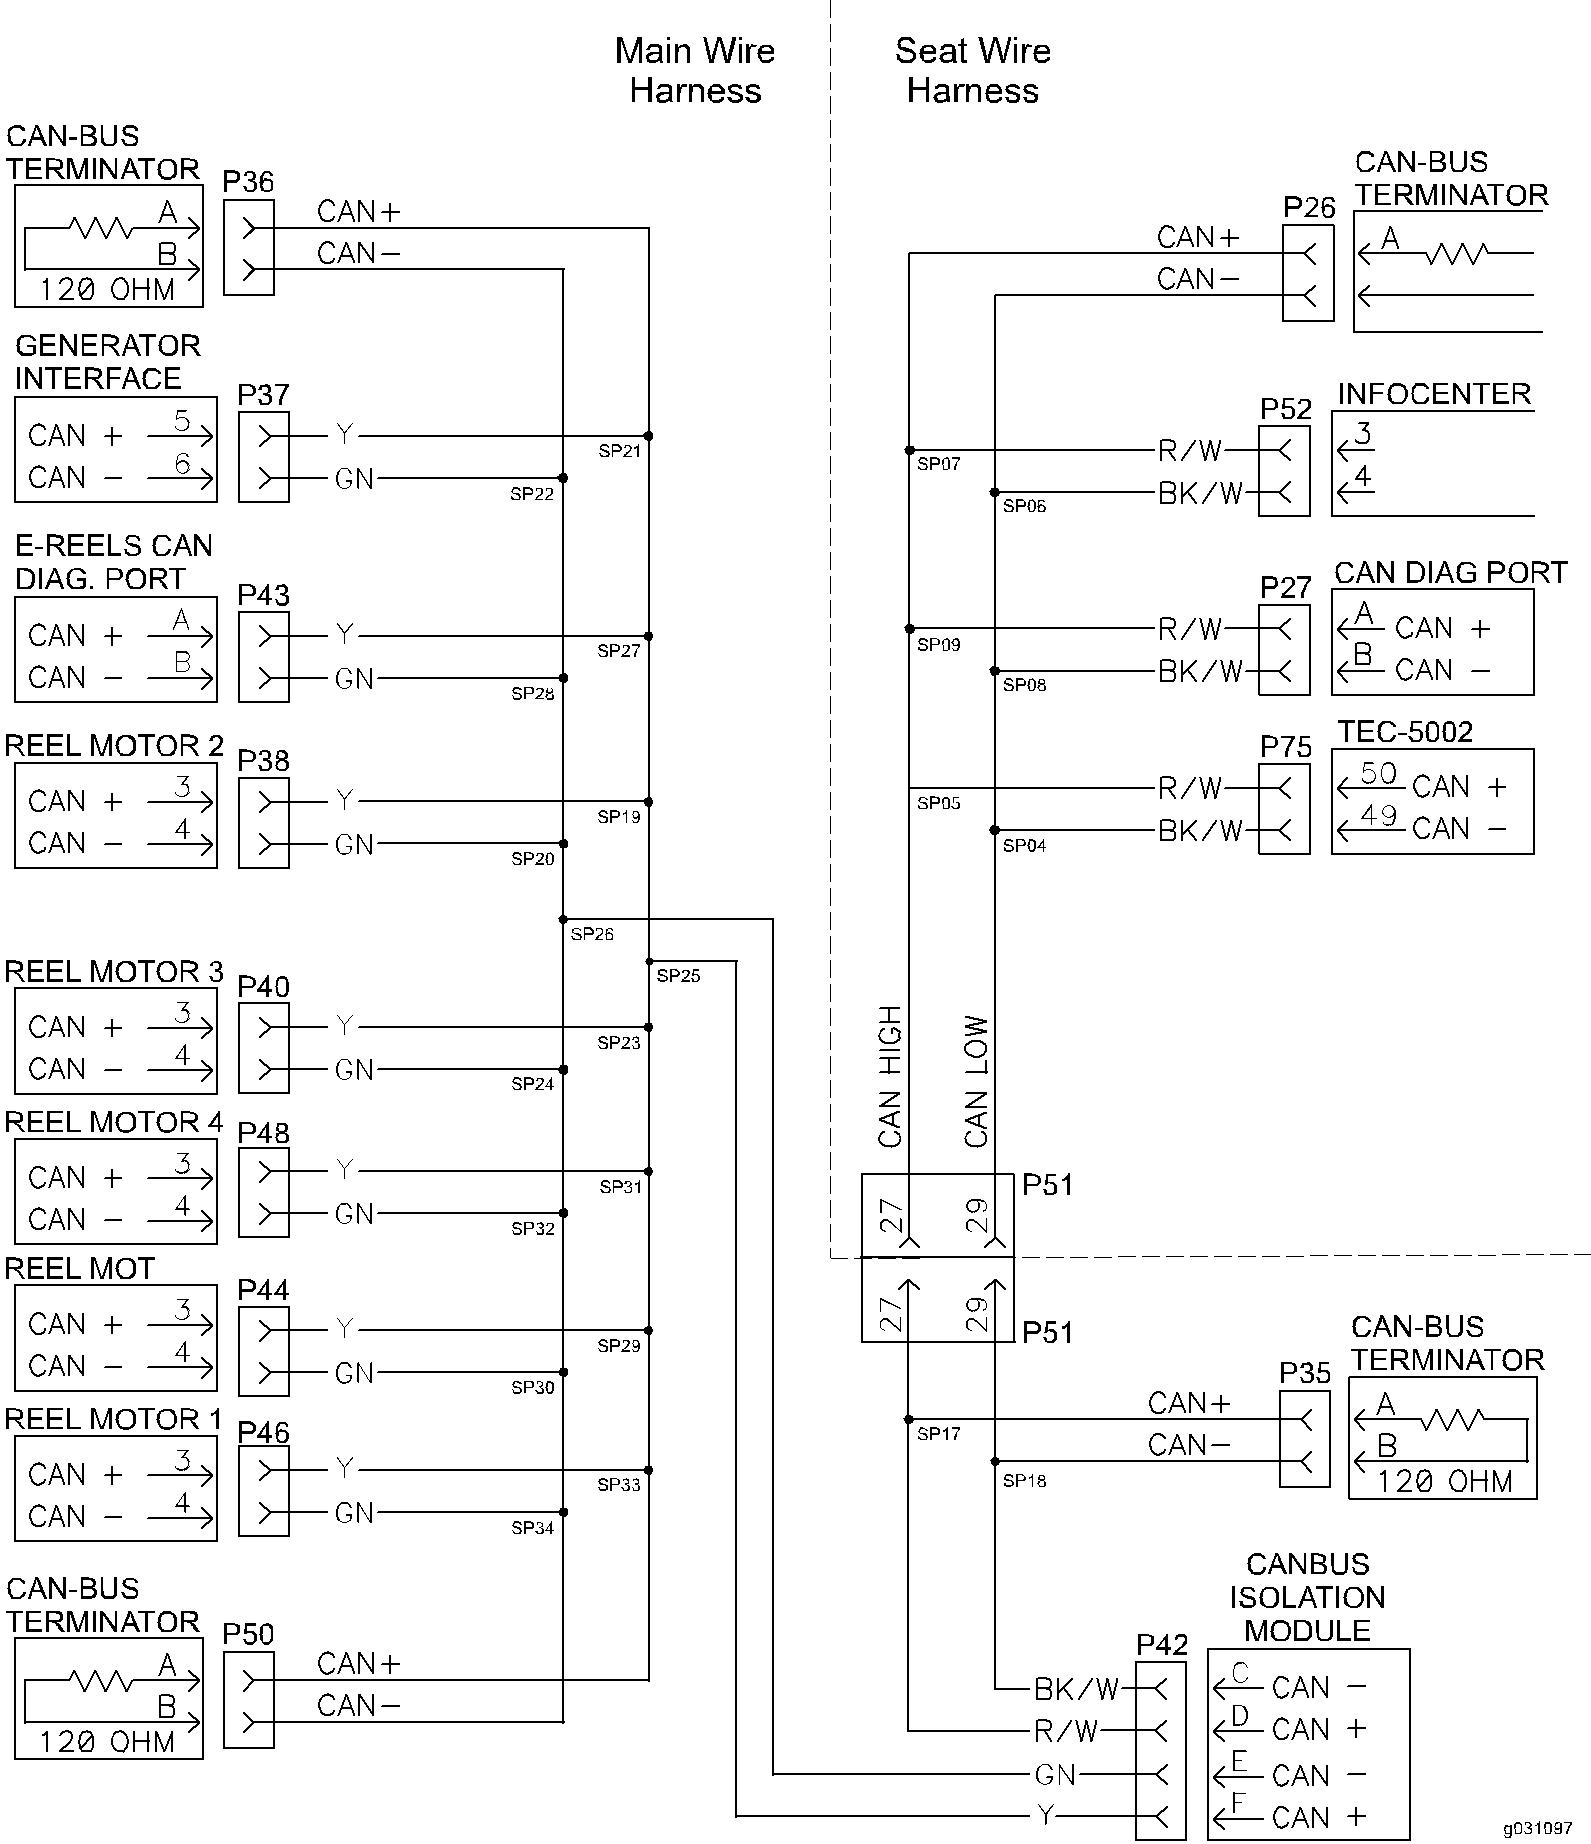 Main Wire
Harness
Seat Wire
Harness
CAN-BUS
TERMINATOR
P36
A
B
120 OHM
CAN+
CAN-
GENERATOR
INTERFACE
P37
CAN + 5
CAN - 6
Y
GN
SP21
SP22
E-REELS CAN
DIAG. PORT
P43
CAN + A
CAN - B
Y
GN
SP27
SP28
REEL MOTOR 2
P38
CAN + 3
CAN - 4
Y
GN
SP19
SP20
SP26
SP25
REEL MOTOR 3
P40
CAN + 3
CAN - 4
Y
GN
SP23
SP24
REEL MOTOR 4
P48
CAN + 3
CAN - 4
Y
GN
SP31
SP32
REEL MOT
P44
CAN + 3
CAN - 4
Y
GN
SP29
SP30
REEL MOTOR 1
P46
CAN + 3
CAN - 4
Y
GN
SP33
SP34
CAN-BUS
TERMINATOR
P50
A
B
120 OHM
CAN+
CAN-
CAN-BUS
TERMINATOR
P26
CAN+
CAN-
A
INFOCENTER
P52
SP07
R/W
3
SP06
BK/W
4
CAN DIAG PORT
P27
SP09
R/W
A CAN +
SP08
BK/W
B CAN -
TEC-5002
P75
SP05
R/W
50 CAN +
SP04
BK/W
49 CAN -
CAN HIGH
CAN LOW
P51
27
29
27
29
P51
CAN-BUS
TERMINATOR
P35
CAN+
CAN-
SP17
SP18
A
B
120 OHM
CANBUS
ISOLATION
MODULE
P42
BK/W
C CAN -
R/W
D CAN +
GN
E CAN -
Y
F CAN +
g031097